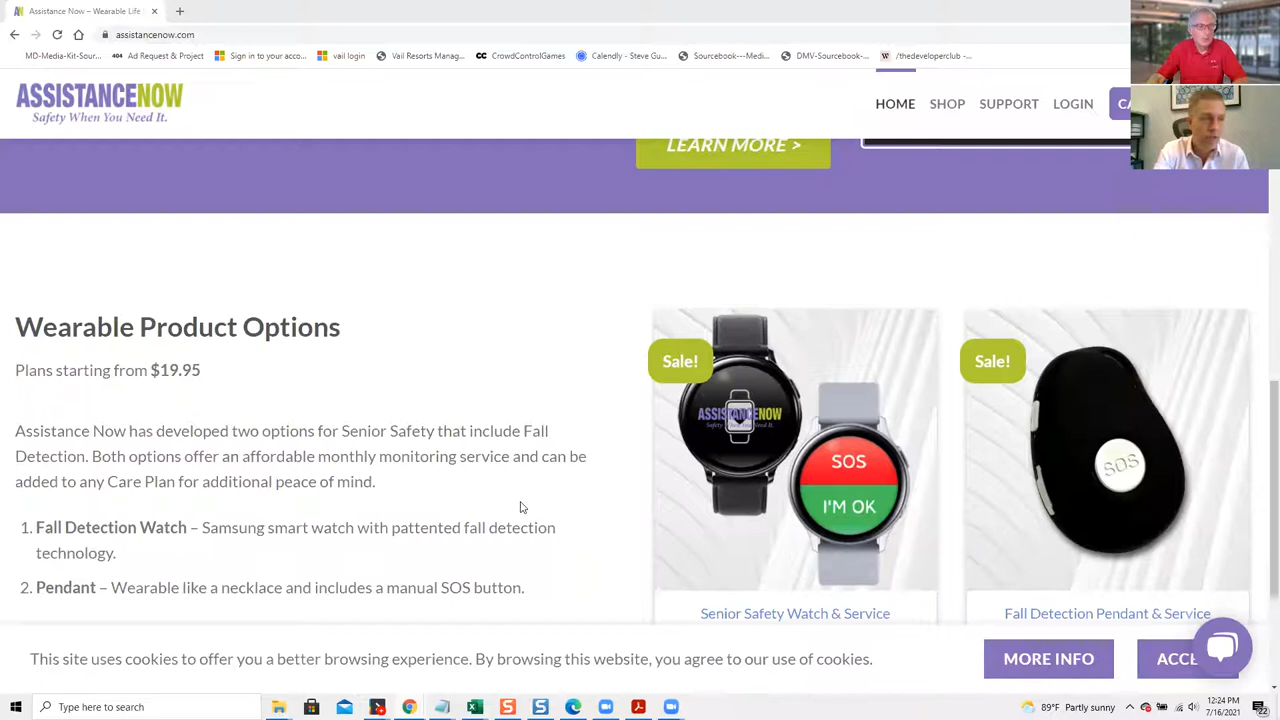 Assistance Now – Wearable Life S
assistancenow.com
MD-Media-Kit-Sour...
404 Ad Request & Project
Sign in to your acco...
vail login
Vail Resorts Manag...
CC CrowdControlGames
Calendly - Steve Gu...
Sourcebook---Medi...
DMV-Sourcebook-...
W /thedeveloperclub -...
ASSISTANCENOW
Safety When You Need It.
HOME SHOP SUPPORT LOGIN CA
LEARN MORE >
Wearable Product Options
Plans starting from $19.95
Assistance Now has developed two options for Senior Safety that include Fall
Detection. Both options offer an affordable monthly monitoring service and can be
added to any Care Plan for additional peace of mind.
1. Fall Detection Watch – Samsung smart watch with pattented fall detection
technology.
2. Pendant – Wearable like a necklace and includes a manual SOS button.
Sale!
ASSISTANCENOW
Safety When You Need It.
SOS
I'M OK
Senior Safety Watch & Service
Sale!
SOS
Fall Detection Pendant & Service
This site uses cookies to offer you a better browsing experience. By browsing this website, you agree to our use of cookies.
MORE INFO
ACCE
Type here to search
89°F Partly sunny
12:24 PM
7/16/2021
22